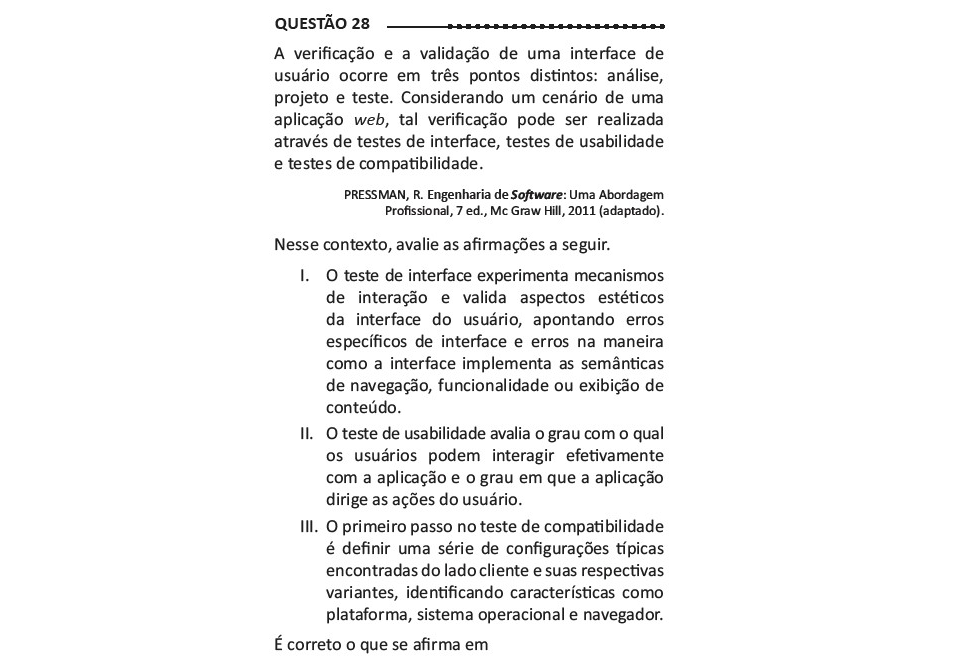 QUESTÃO 28
A verificação e a validação de uma interface de
usuário ocorre em três pontos distintos: análise,
projeto e teste. Considerando um cenário de uma
aplicação web, tal verificação pode ser realizada
através de testes de interface, testes de usabilidade
e testes de compatibilidade.
PRESSMAN, R. Engenharia de Software: Uma Abordagem
Profissional, 7 ed., Mc Graw Hill, 2011 (adaptado).
Nesse contexto, avalie as afirmações a seguir.
I. O teste de interface experimenta mecanismos
de interação e valida aspectos estéticos
da interface do usuário, apontando erros
específicos de interface e erros na maneira
como a interface implementa as semânticas
de navegação, funcionalidade ou exibição de
conteúdo.
II. O teste de usabilidade avalia o grau com o qual
os usuários podem interagir efetivamente
com a aplicação e o grau em que a aplicação
dirige as ações do usuário.
III. O primeiro passo no teste de compatibilidade
é definir uma série de configurações típicas
encontradas do lado cliente e suas respectivas
variantes, identificando características como
plataforma, sistema operacional e navegador.
É correto o que se afirma em